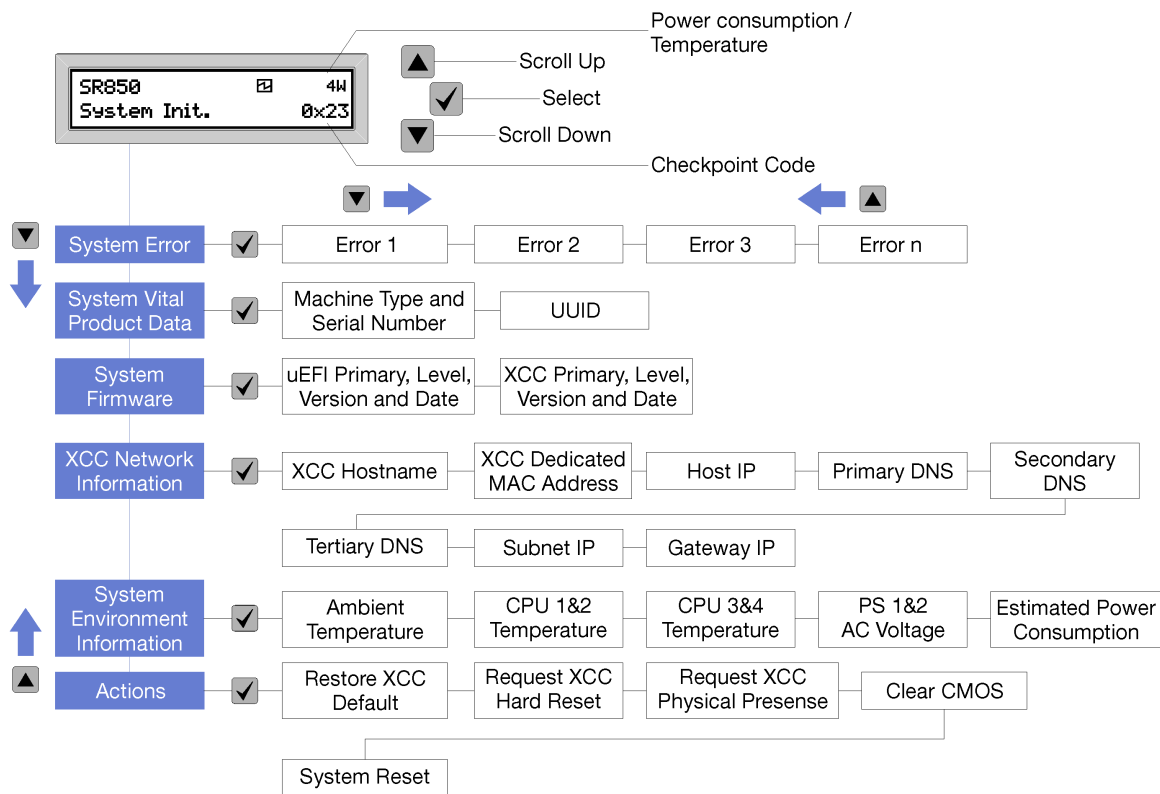 Power consumption /
Temperature
SR850 4W
System Init. 0x23
Scroll Up
Select
Scroll Down
Checkpoint Code
System Error
Error 1
Error 2
Error 3
Error n
System Vital
Product Data
Machine Type and
Serial Number
UUID
System
Firmware
uEFI Primary, Level,
Version and Date
XCC Primary, Level,
Version and Date
XCC Network
Information
XCC Hostname
XCC Dedicated
MAC Address
Host IP
Primary DNS
Secondary
DNS
Tertiary DNS
Subnet IP
Gateway IP
System
Environment
Information
Ambient
Temperature
CPU 1&2
Temperature
CPU 3&4
Temperature
PS 1&2
AC Voltage
Estimated Power
Consumption
Actions
Restore XCC
Default
Request XCC
Hard Reset
Request XCC
Physical Presense
Clear CMOS
System Reset